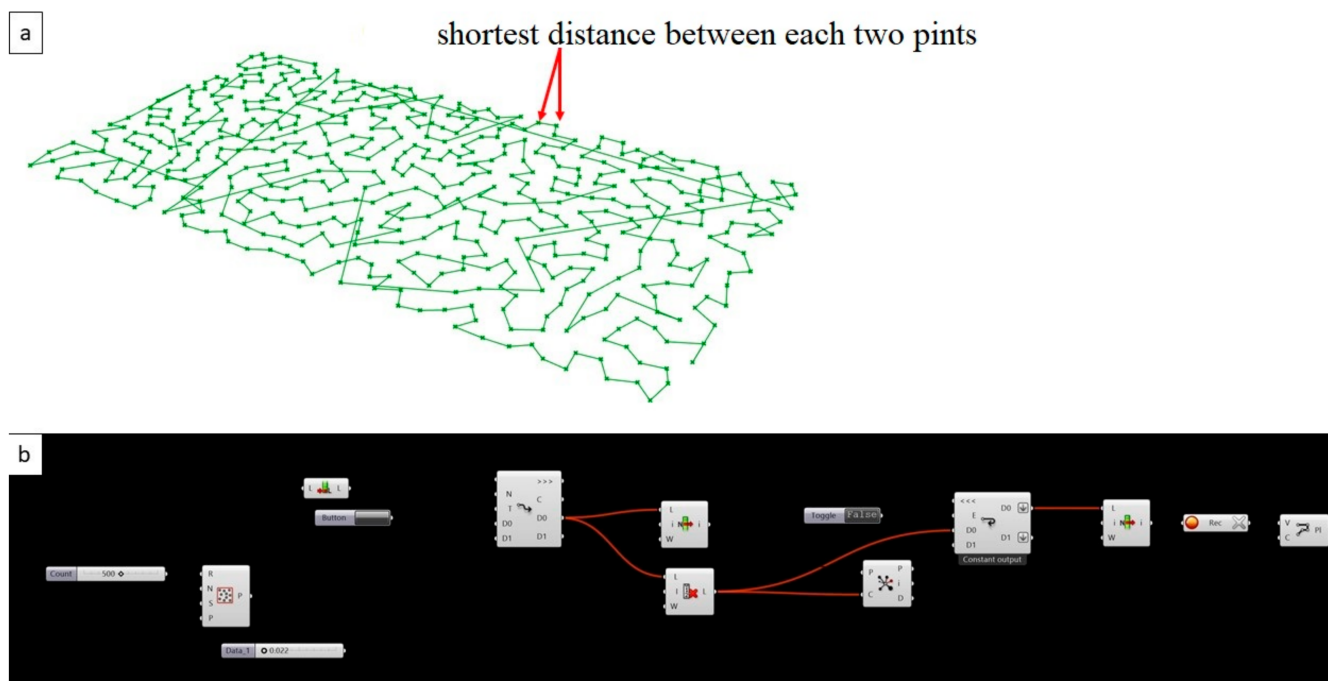 a
shortest distance between each two pints
b
L L
Button
Count 500
R
N
S
P
P
Data_1 0.022
>>>
N
C
T
D0
D0
D1
D1
L
i N i
W
L
I L
W
Toggle False
P
P
i
C
D
<<<
E
D0
D0
D1
D1
Constant output
L
i N i
W
Rec
V
C
Pl